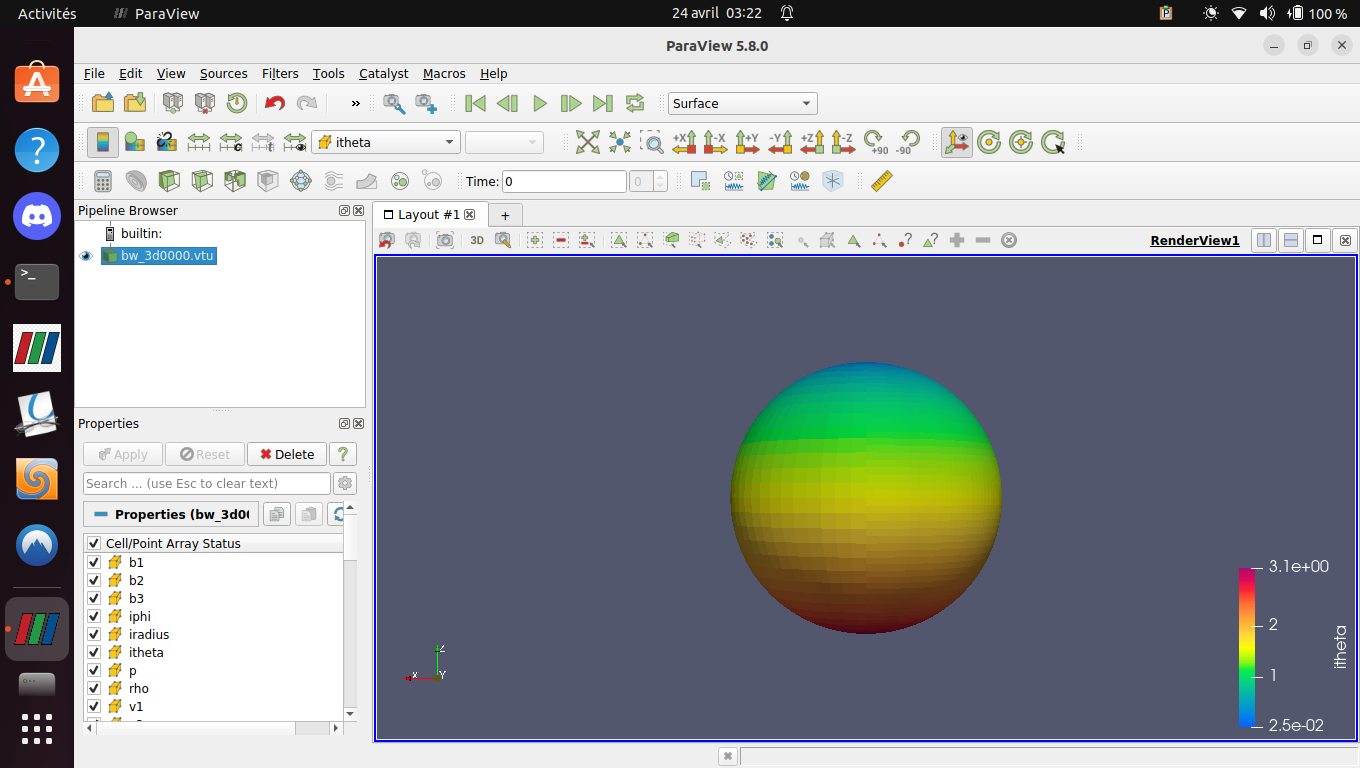 Activités ParaView 24 avril 03:22 100 %
ParaView 5.8.0
File Edit View Sources Filters Tools Catalyst Macros Help
» Surface
itheta +X -X +Y -Y +Z -Z +90 -90
Time: 0 0
Pipeline Browser
builtin:
bw_3d0000.vtu
Layout #1 +
3D RenderView1
Properties
Apply Reset Delete ?
Search ... (use Esc to clear text)
Properties (bw_3d0
Cell/Point Array Status
b1
b2
b3
iphi
iradius
itheta
p
rho
v1
Z
X Y
3.1e+00
2
1
2.5e-02
itheta